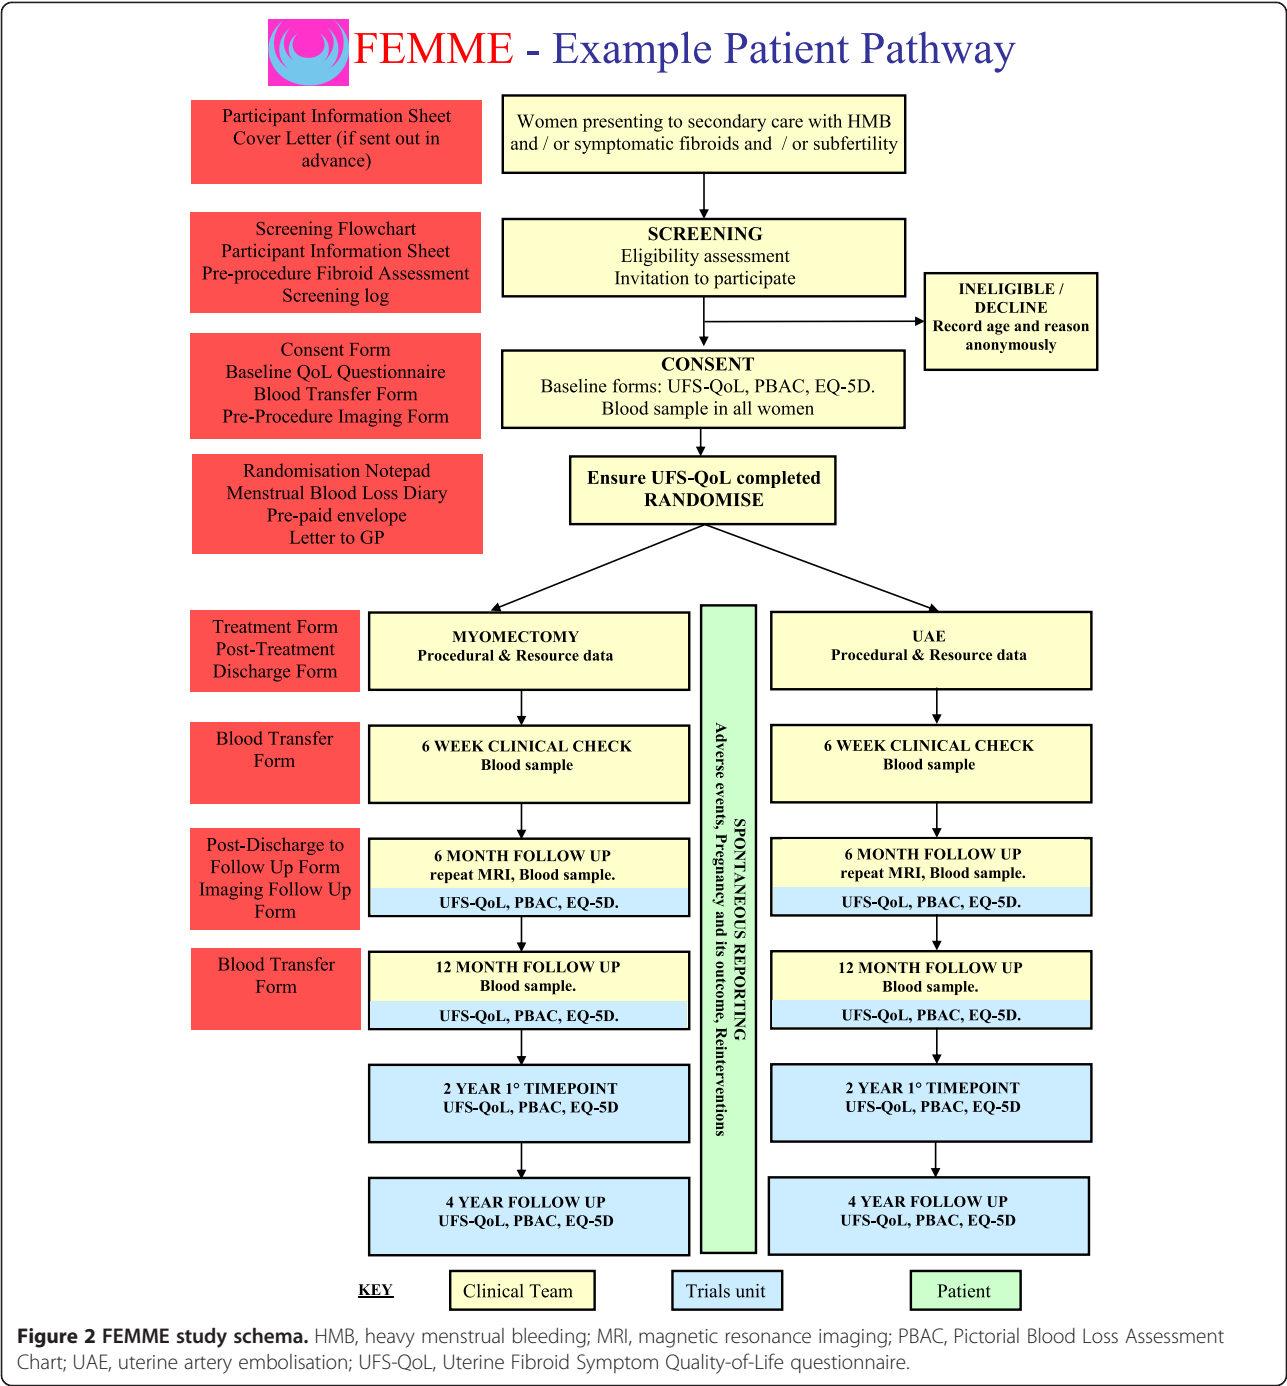 FEMME - Example Patient Pathway
Participant Information Sheet
Cover Letter (if sent out in
advance)
Women presenting to secondary care with HMB
and / or symptomatic fibroids and / or subfertility
Screening Flowchart
Participant Information Sheet
Pre-procedure Fibroid Assessment
Screening log
SCREENING
Eligibility assessment
Invitation to participate
INELIGIBLE /
DECLINE
Record age and reason
anonymously
Consent Form
Baseline QoL Questionnaire
Blood Transfer Form
Pre-Procedure Imaging Form
CONSENT
Baseline forms: UFS-QoL, PBAC, EQ-5D.
Blood sample in all women
Randomisation Notepad
Menstrual Blood Loss Diary
Pre-paid envelope
Letter to GP
Ensure UFS-QoL completed
RANDOMISE
Treatment Form
Post-Treatment
Discharge Form
MYOMECTOMY
Procedural & Resource data
UAE
Procedural & Resource data
SPONTANEOUS REPORTING
Adverse events, Pregnancy and its outcome, Reinterventions
Blood Transfer
Form
6 WEEK CLINICAL CHECK
Blood sample
6 WEEK CLINICAL CHECK
Blood sample
Post-Discharge to
Follow Up Form
Imaging Follow Up
Form
6 MONTH FOLLOW UP
repeat MRI, Blood sample.
UFS-QoL, PBAC, EQ-5D.
6 MONTH FOLLOW UP
repeat MRI, Blood sample.
UFS-QoL, PBAC, EQ-5D.
Blood Transfer
Form
12 MONTH FOLLOW UP
Blood sample.
UFS-QoL, PBAC, EQ-5D.
12 MONTH FOLLOW UP
Blood sample.
UFS-QoL, PBAC, EQ-5D.
2 YEAR 1° TIMEPOINT
UFS-QoL, PBAC, EQ-5D
2 YEAR 1° TIMEPOINT
UFS-QoL, PBAC, EQ-5D
4 YEAR FOLLOW UP
UFS-QoL, PBAC, EQ-5D
4 YEAR FOLLOW UP
UFS-QoL, PBAC, EQ-5D
KEY
Clinical Team
Trials unit
Patient
Figure 2 FEMME study schema. HMB, heavy menstrual bleeding; MRI, magnetic resonance imaging; PBAC, Pictorial Blood Loss Assessment
Chart; UAE, uterine artery embolisation; UFS-QoL, Uterine Fibroid Symptom Quality-of-Life questionnaire.